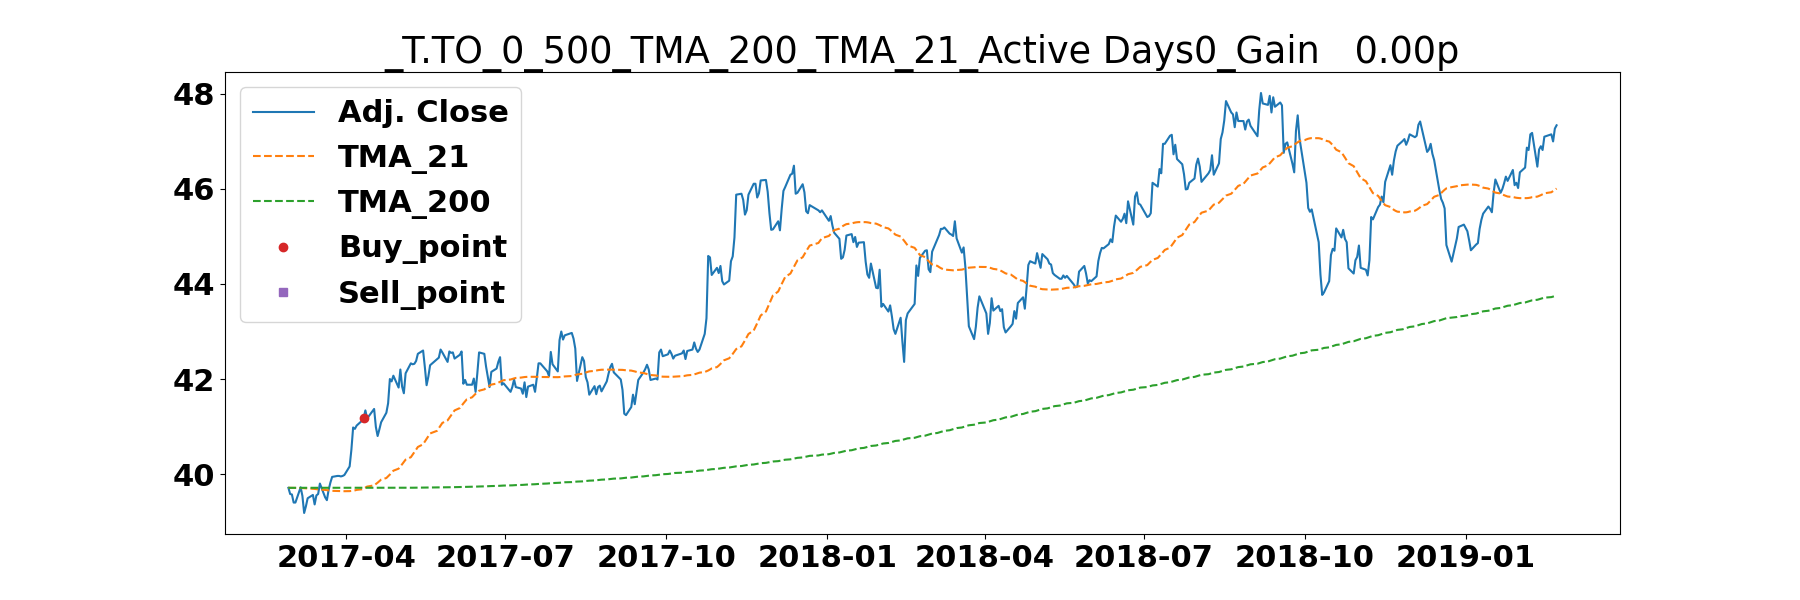 _T.TO_0_500_TMA_200_TMA_21_Active Days0_Gain   0.00p
48
46
44
42
40
Adj. Close
TMA_21
TMA_200
Buy_point
Sell_point
2017-04 2017-07 2017-10 2018-01 2018-04 2018-07 2018-10 2019-01